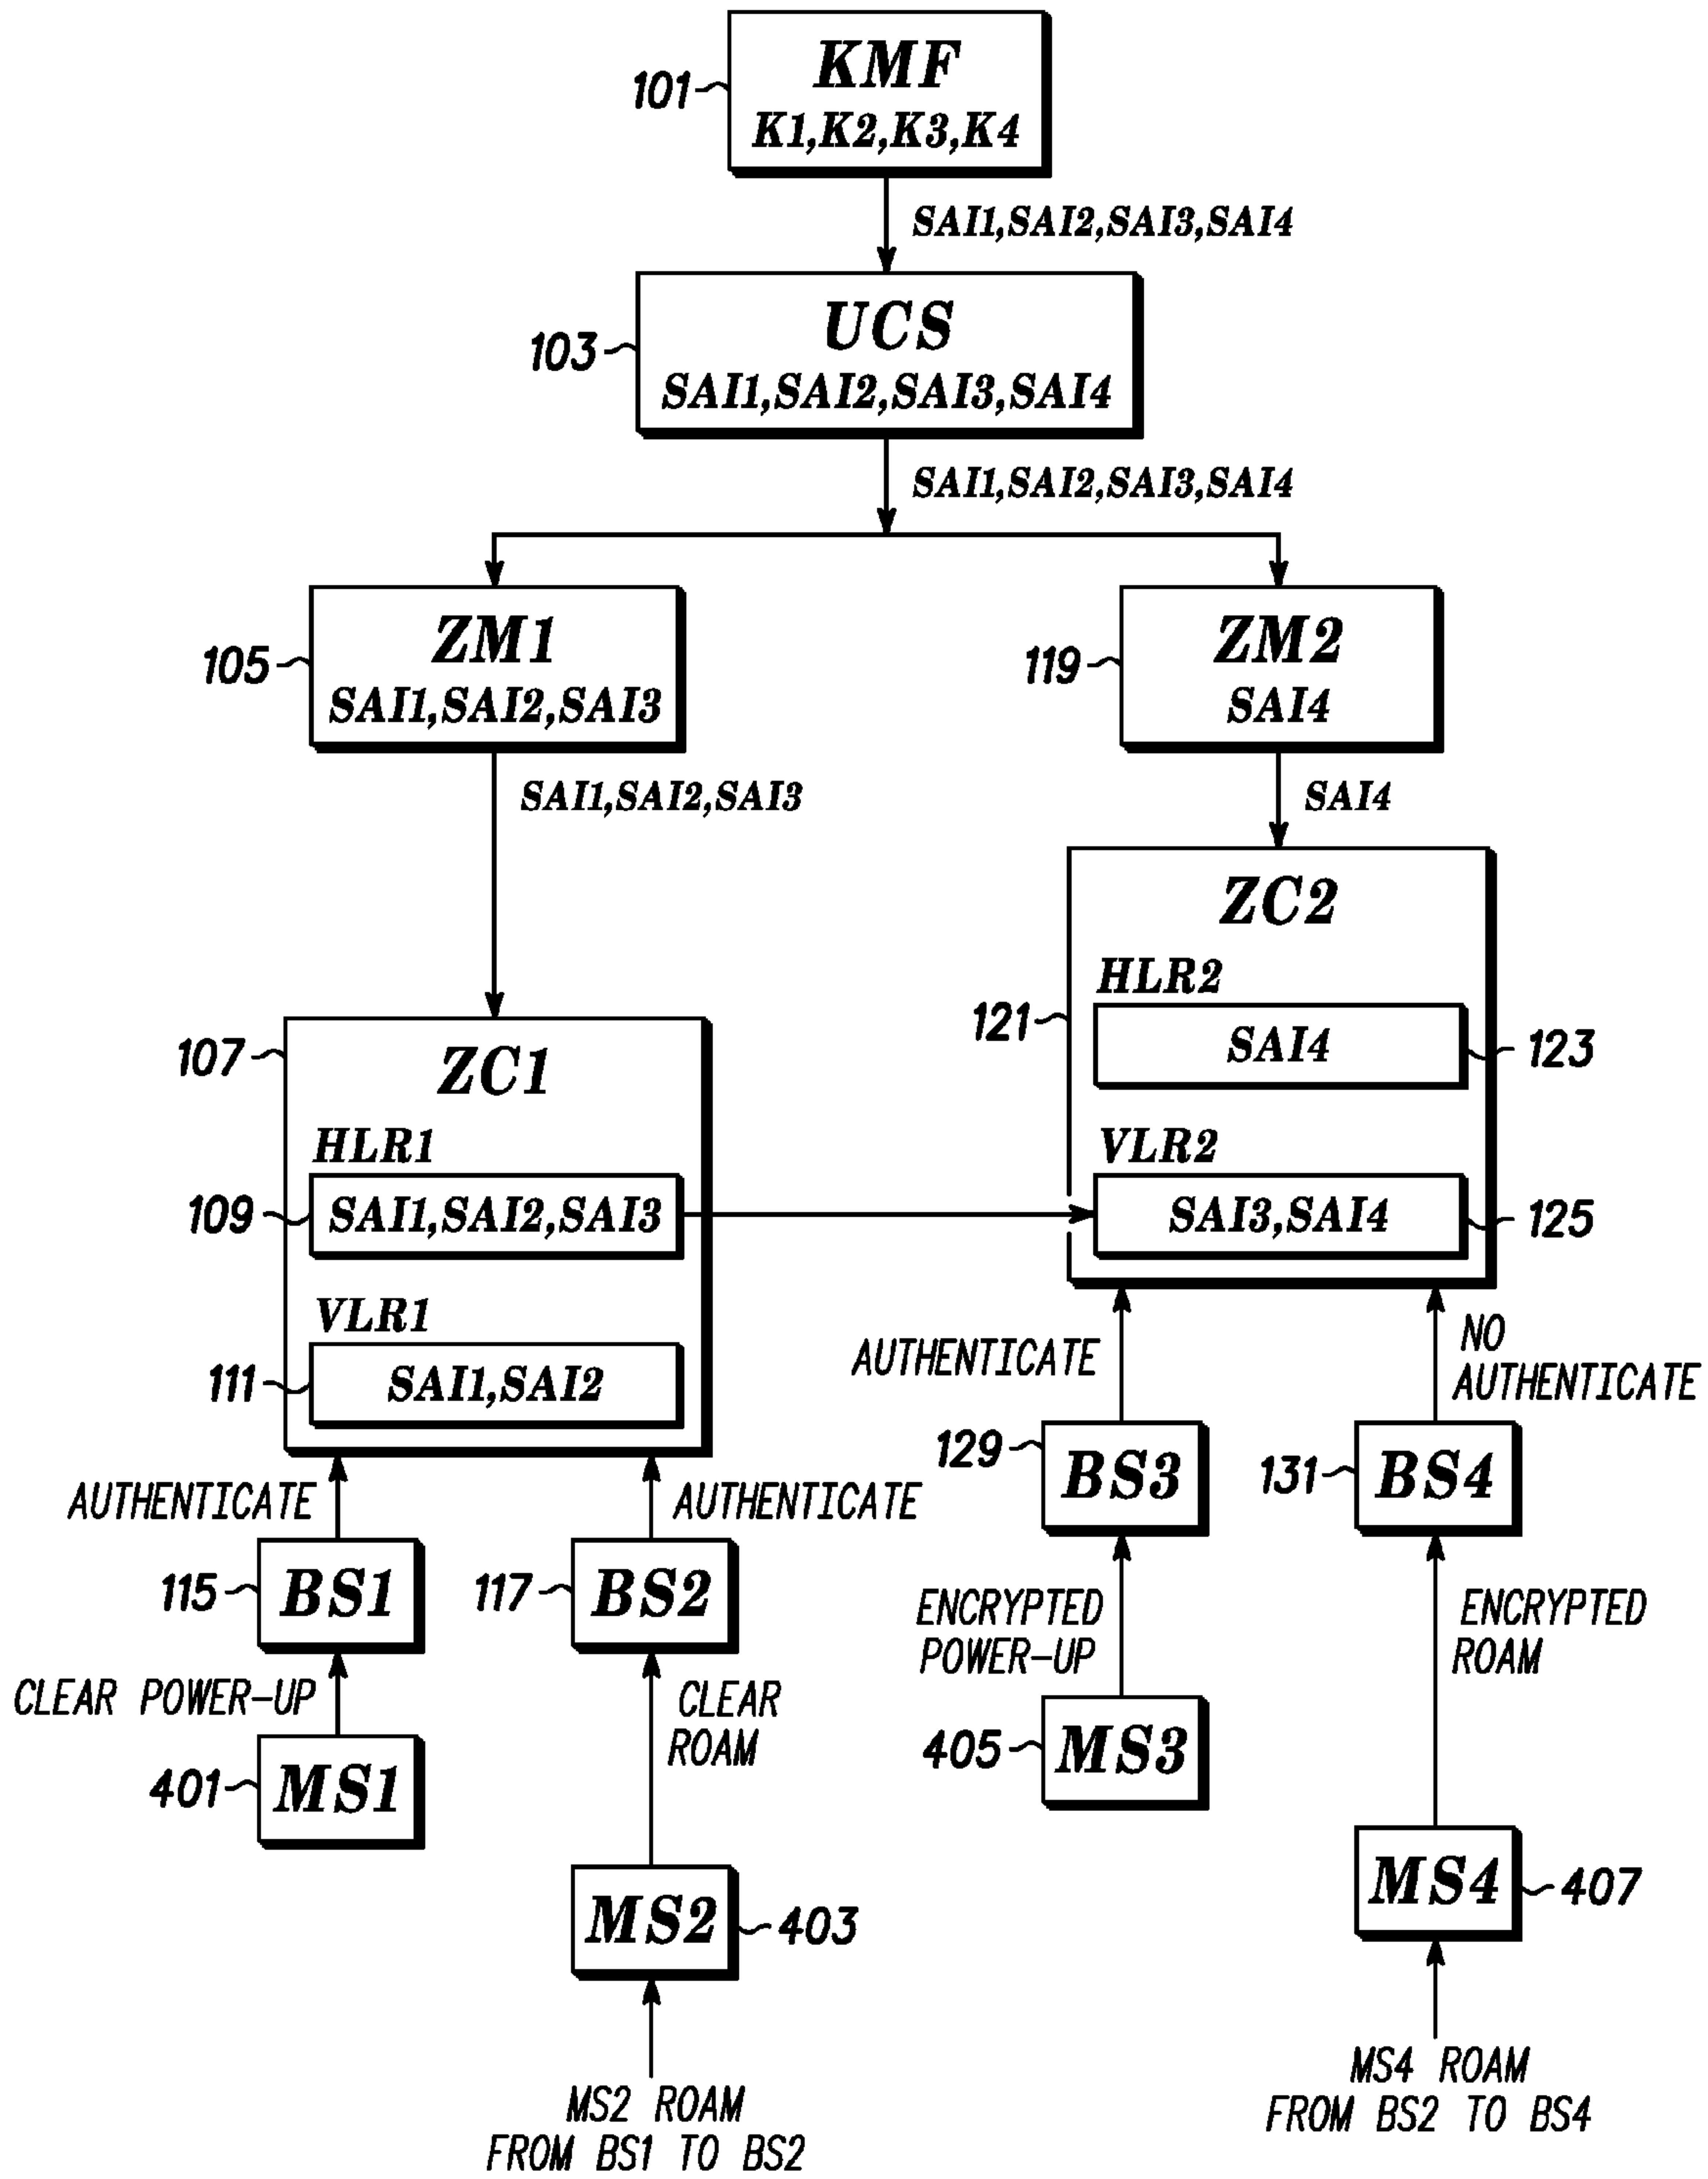 KMF
101
K1,K2,K3,K4
SAI1,SAI2,SAI3,SAI4
UCS
103
SAI1,SAI2,SAI3,SAI4
SAI1,SAI2,SAI3,SAI4
ZM1
105
SAI1,SAI2,SAI3
ZM2
119
SAI4
SAI1,SAI2,SAI3
SAI4
ZC2
HLR2
121
SAI4
123
VLR2
SAI3,SAI4
125
107
ZC1
HLR1
109
SAI1,SAI2,SAI3
VLR1
111
SAI1,SAI2
AUTHENTICATE
NO
AUTHENTICATE
129
BS3
131
BS4
AUTHENTICATE
AUTHENTICATE
115
BS1
117
BS2
ENCRYPTED
POWER-UP
ENCRYPTED
ROAM
CLEAR POWER-UP
CLEAR
ROAM
405
MS3
401
MS1
MS4
407
MS2
403
MS4 ROAM
FROM BS2 TO BS4
MS2 ROAM
FROM BS1 TO BS2